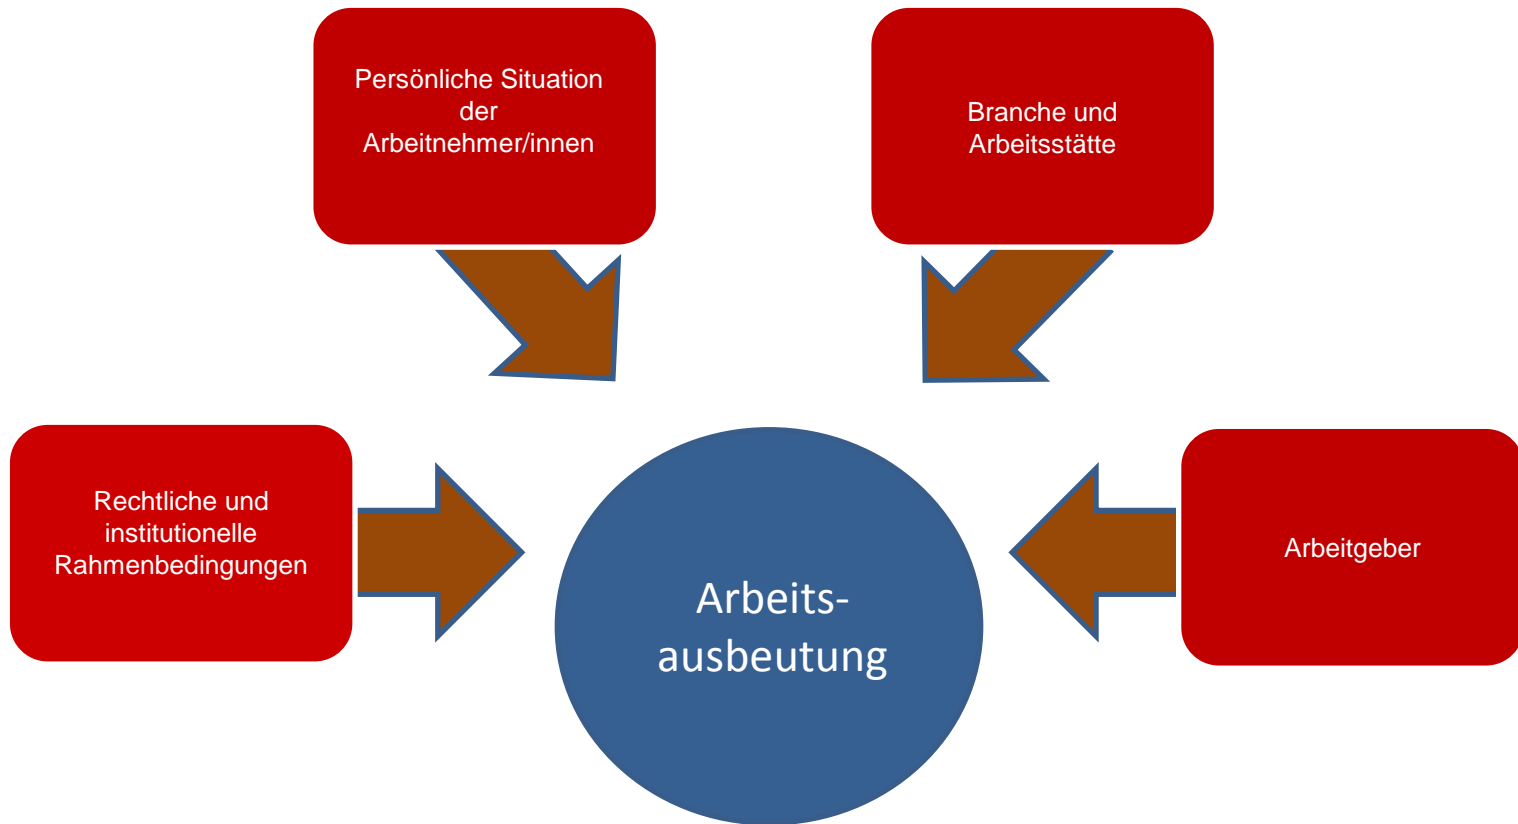 Persönliche Situation
der
Arbeitnehmer/innen
Branche und
Arbeitsstätte
Rechtliche und
institutionelle
Rahmenbedingungen
Arbeitgeber
Arbeits-
ausbeutung